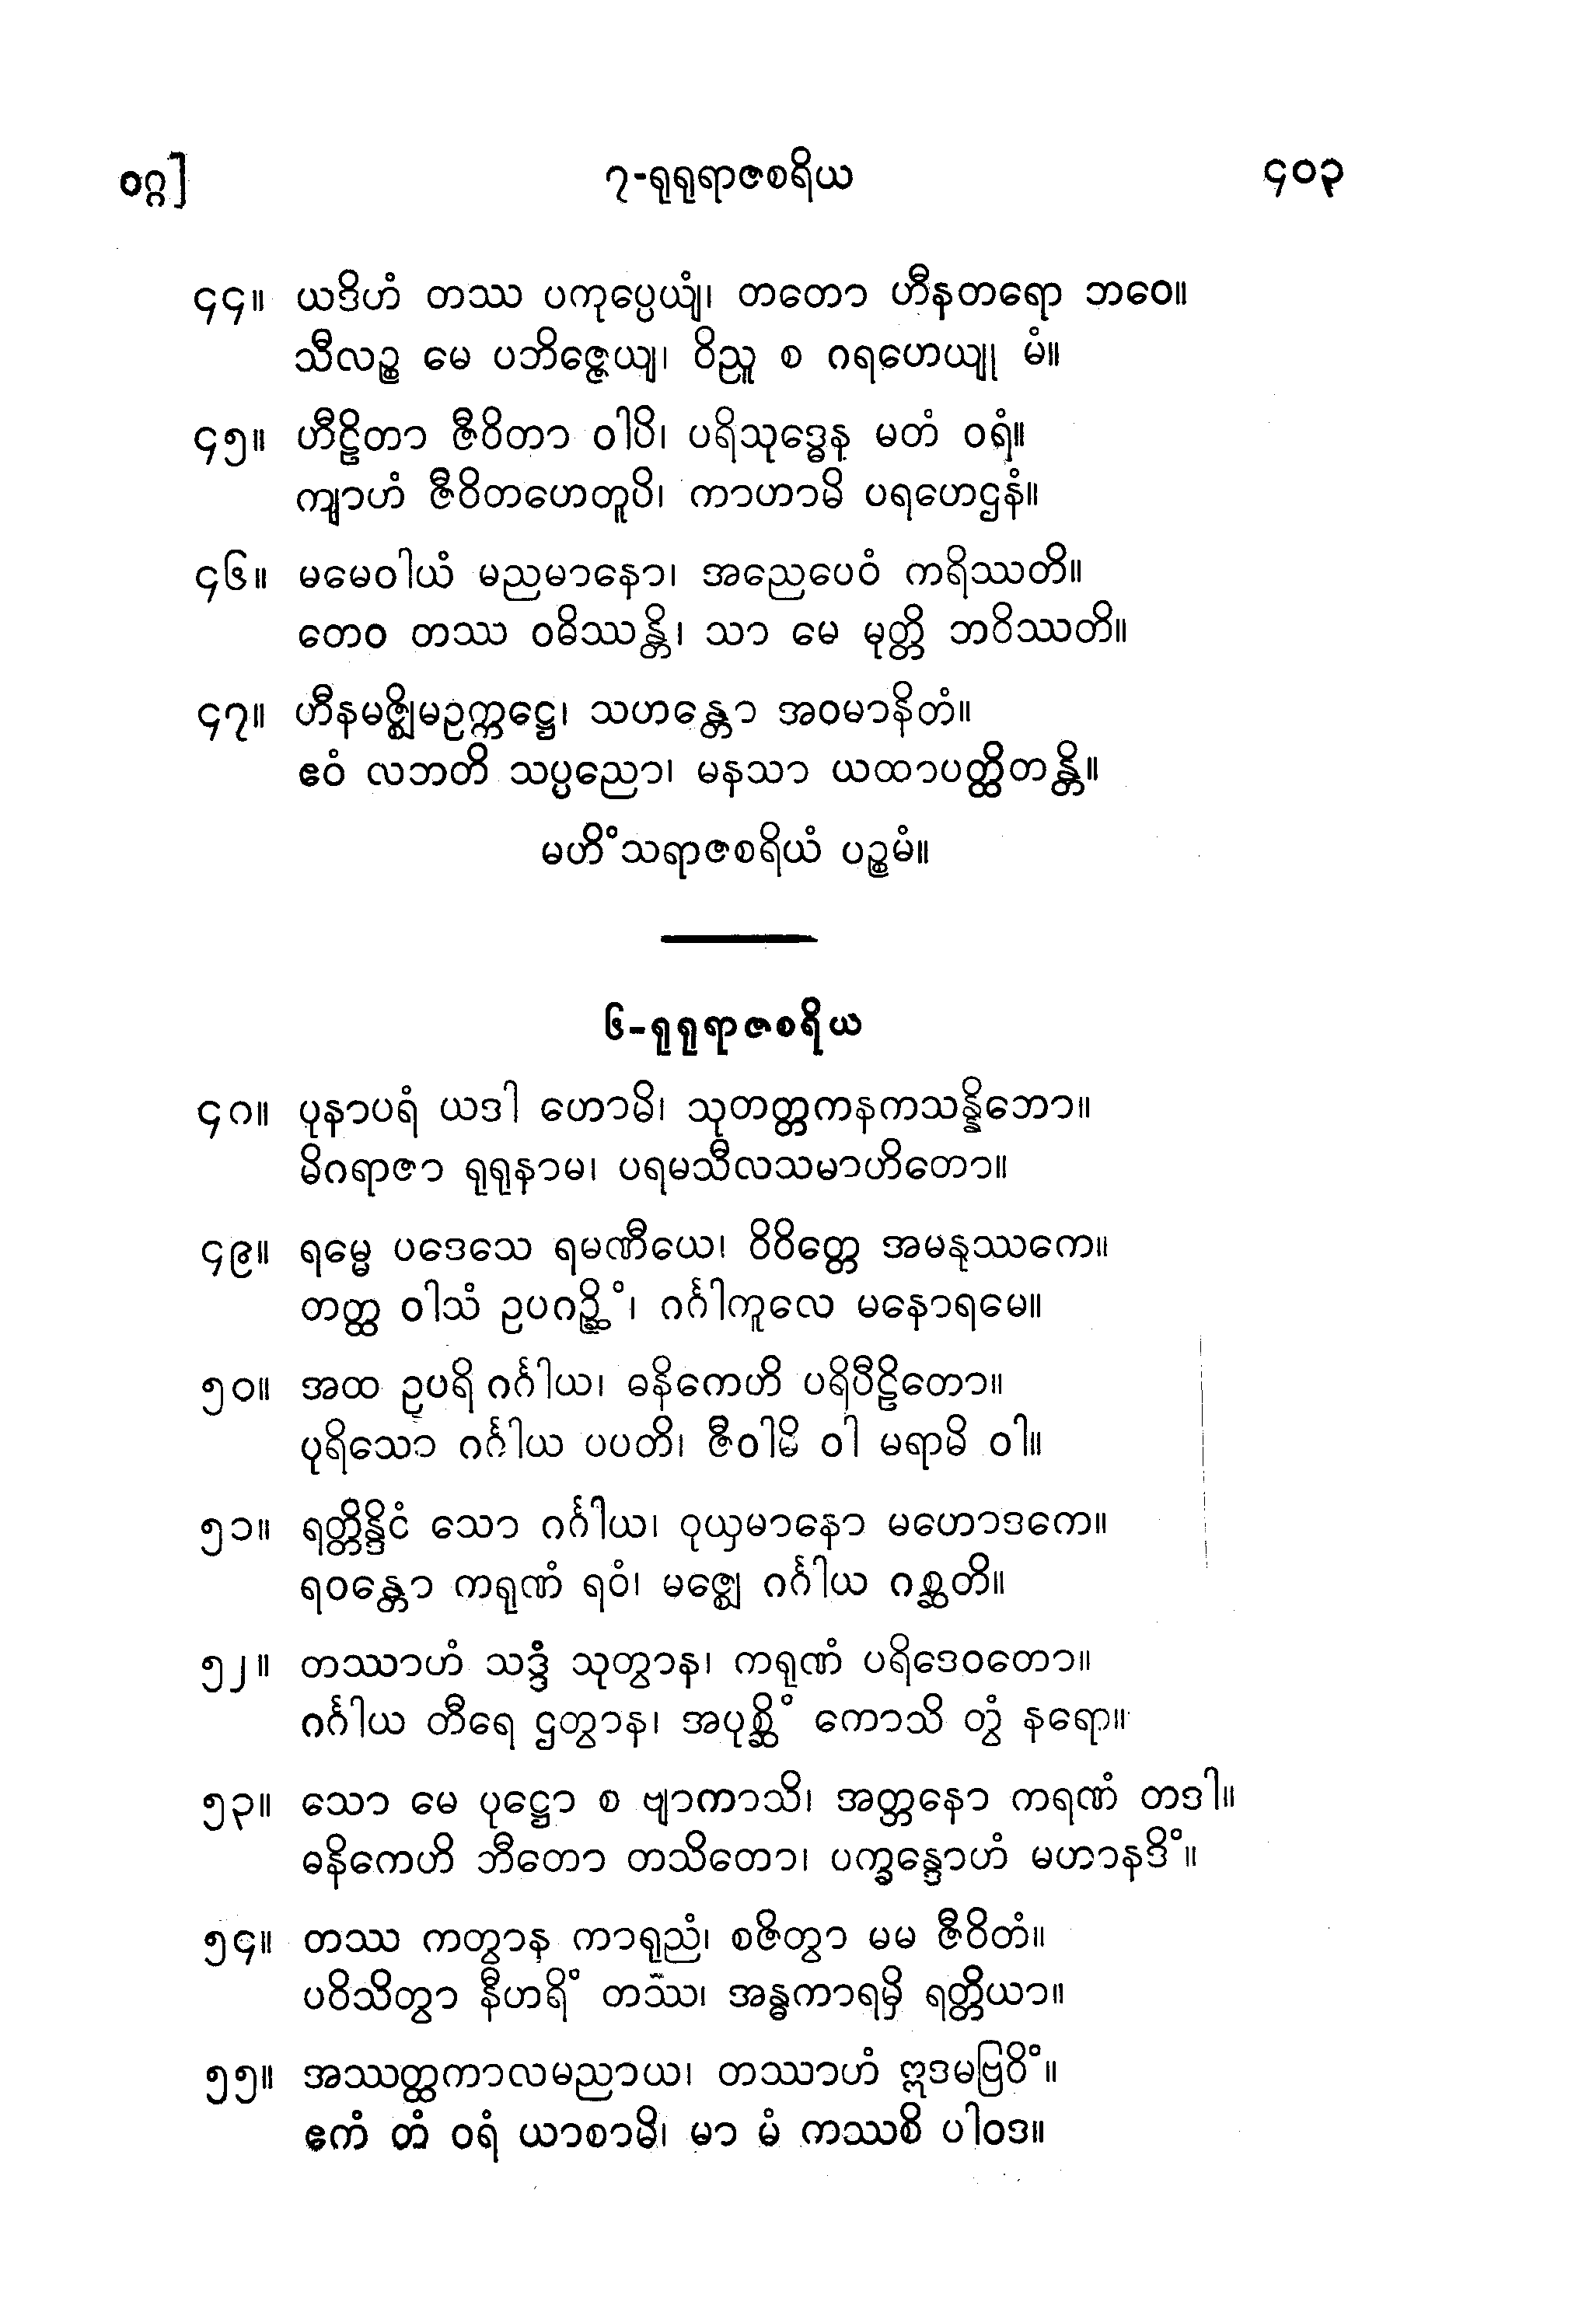 ဝဂ္ဂ]
၇-ရုရုရာဇစရိယ
၄၀၃
၄၄။ ယဒိဟံ တဿ ပကုပ္ပေယျံ၊ တတော ဟီနတရော ဘဝေ။
သီလဉ္စ မေ ပဘိဇ္ဇေယျ၊ ဝိညူ စ ဂရဟေယျု မံ။
၄၅။ ဟီဠိတာ ဇီဝိတာ ဝါပိ၊ ပရိသုဒ္ဓေန မတံ ဝရံ။
ကျာဟံ ဇီဝိတဟေတူပိ၊ ကာဟာမိ ပရဟေဌနံ။
၄၆။ မမေဝါယံ မညမာနော၊ အညေပေဝံ ကရိဿတိ။
တေဝ တဿ ဝဓိဿန္တိ၊ သာ မေ မုတ္တိ ဘဝိဿတိ။
၄၇။ ဟီနမဇ္ဈိမဥက္ကဋ္ဌေ၊ သဟန္တော အဝမာနိတံ။
ဧဝံ လဘတိ သပ္ပညော၊ မနသာ ယထာပတ္ထိတန္တိ။
မဟိံသရာဇစရိယံ ပဉ္စမံ။
၆-ရုရုရာဇစရိယ
၄၈။ ပုနာပရံ ယဒါ ဟောမိ၊ သုတတ္တကနကသန္နိဘော။
မိဂရာဇာ ရုရုနာမ၊ ပရမသီလသမာဟိတော။
၄၉။ ရမ္မေ ပဒေသေ ရမဏီယေ၊ ဝိဝိတ္တေ အမနုဿကေ။
တတ္ထ ဝါသံ ဥပဂဉ္ဆိံ၊ ဂင်္ဂါကူလေ မနောရမေ။
၅၀။ အထ ဥပရိ ဂင်္ဂါယ၊ ဓနိကေဟိ ပရိပီဠိတော။
ပုရိသော ဂင်္ဂါယ ပပတိ၊ ဇီဝါမိ ဝါ မရာမိ ဝါ။
၅၁။ ရတ္တိန္ဒိဝံ သော ဂင်္ဂါယ၊ ဝုယှမာနော မဟောဒကေ။
ရဝန္တော ကရုဏံ ရဝံ၊ မဇ္ဈေ ဂင်္ဂါယ ဂစ္ဆတိ။
၅၂။ တဿာဟံ သဒ္ဒံ သုတွာန၊ ကရုဏံ ပရိဒေဝတော။
ဂင်္ဂါယ တီရေ ဌတွာန၊ အပုစ္ဆိံ ကောသိ တွံ နရော။
၅၃။ သော မေ ပုဋ္ဌော စ ဗျာကာသိ၊ အတ္တနော ကရဏံ တဒါ။
ဓနိကေဟိ ဘီတော တသိတော၊ ပက္ခန္ဒောဟံ မဟာနဒိံ။
၅၄။ တဿ ကတွာန ကာရုညံ၊ စဇိတွာ မမ ဇီဝိတံ။
ပဝိသိတွာ နီဟရိံ တဿ၊ အန္ဓကာရမှိ ရတ္တိယာ။
၅၅။ အဿတ္ထကာလမညာယ၊ တဿာဟံ ဣဒမဗြဝိံ။
ဧကံ တံ ဝရံ ယာစာမိ၊ မာ မံ ကဿစိ ပါဝဒ။